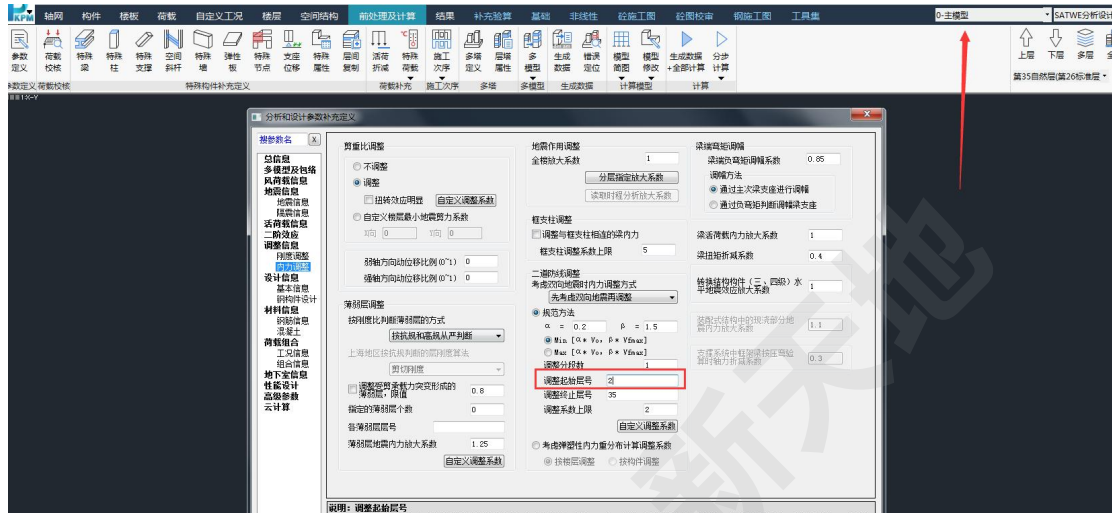 KPM 轴网 构件 楼板 荷载 自定义工况 楼层 空间结构 前处理及计算 结果 补充验算 基础 非线性 砼施工图 砼图校审 钢施工图 工具集 0-主模型 SATWE分析设计
参数定义 荷载校核 特殊梁 特殊柱 特殊支撑 空间斜杆 特殊墙 弹性板 特殊节点 支座位移 特殊属性 层间复制 活荷折减 特殊荷载 施工次序 多塔定义 层塔属性 多模型 生成数据 错误定位 模型简图 模型修改 生成数据+全部计算 分步计算 上层 下层 多层
参数定义 荷载校核 特殊构件补充定义 荷载补充 施工次序 多塔 多模型 生成数据 计算模型 计算 第35自然层(第26标准层
分析和设计参数补充定义
搜参数名 X
总信息
多模型及包络
风荷载信息
地震信息
地震信息
隔震信息
活荷载信息
二阶效应
调整信息
刚度调整
内力调整
设计信息
基本信息
钢构件设计
材料信息
钢筋信息
混凝土
荷载组合
工况信息
组合信息
地下室信息
性能设计
高级参数
云计算
剪重比调整
不调整
调整
扭转效应明显 自定义调整系数
自定义楼层最小地震剪力系数
X向 0 Y向 0
弱轴方向动位移比例(0~1) 0
强轴方向动位移比例(0~1) 0
薄弱层调整
按刚度比判断薄弱层的方式
按抗规和高规从严判断
上海地区按抗规判断的层刚度算法
剪切刚度
调整受剪承载力突变形成的薄弱层,限值 0.8
指定的薄弱层个数 0
各薄弱层层号
薄弱层地震内力放大系数 1.25
自定义调整系数
地震作用调整
全楼放大系数 1
分层指定放大系数
读取时程分析放大系数
框支柱调整
调整与框支柱相连的梁内力
框支柱调整系数上限 5
二道防线调整
考虑双向地震时内力调整方式
先考虑双向地震再调整
规范方法
α = 0.2 β = 1.5
Min [α* Vo, β* Vfmax]
Max [α* Vo, β* Vfmax]
调整分段数 1
调整起始层号 2
调整终止层号 35
调整系数上限 2
自定义调整系数
考虑弹塑性内力重分布计算调整系数
按楼层调整 按构件调整
梁端弯矩调幅
梁端负弯矩调幅系数 0.85
调幅方法
通过主次梁支座进行调幅
通过负弯矩判断调幅梁支座
梁活荷载内力放大系数 1
梁扭矩折减系数 0.4
转换结构构件(三、四级)水平地震效应放大系数 1
装配式结构中的现浇部分地震内力放大系数 1.1
支撑系统中框架梁按压弯验算时轴力折减系数 0.3
说明: 调整起始层号
新天地